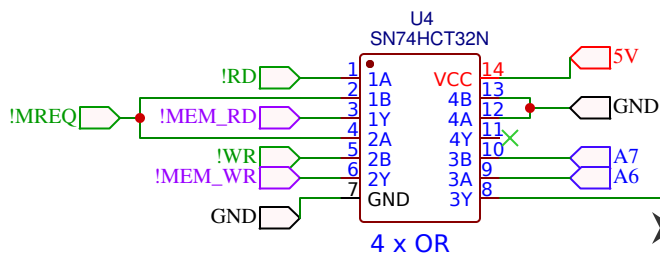 U4
SN74HCT32N
!RD 1 1A VCC 14 5V
2 1B 4B 13
!MREQ !MEM_RD 3 1Y 4A 12 GND
4 2A 4Y 11
!WR 5 2B 3B 10 A7
!MEM_WR 6 2Y 3A 9 A6
7 GND 3Y 8
GND
4 x OR